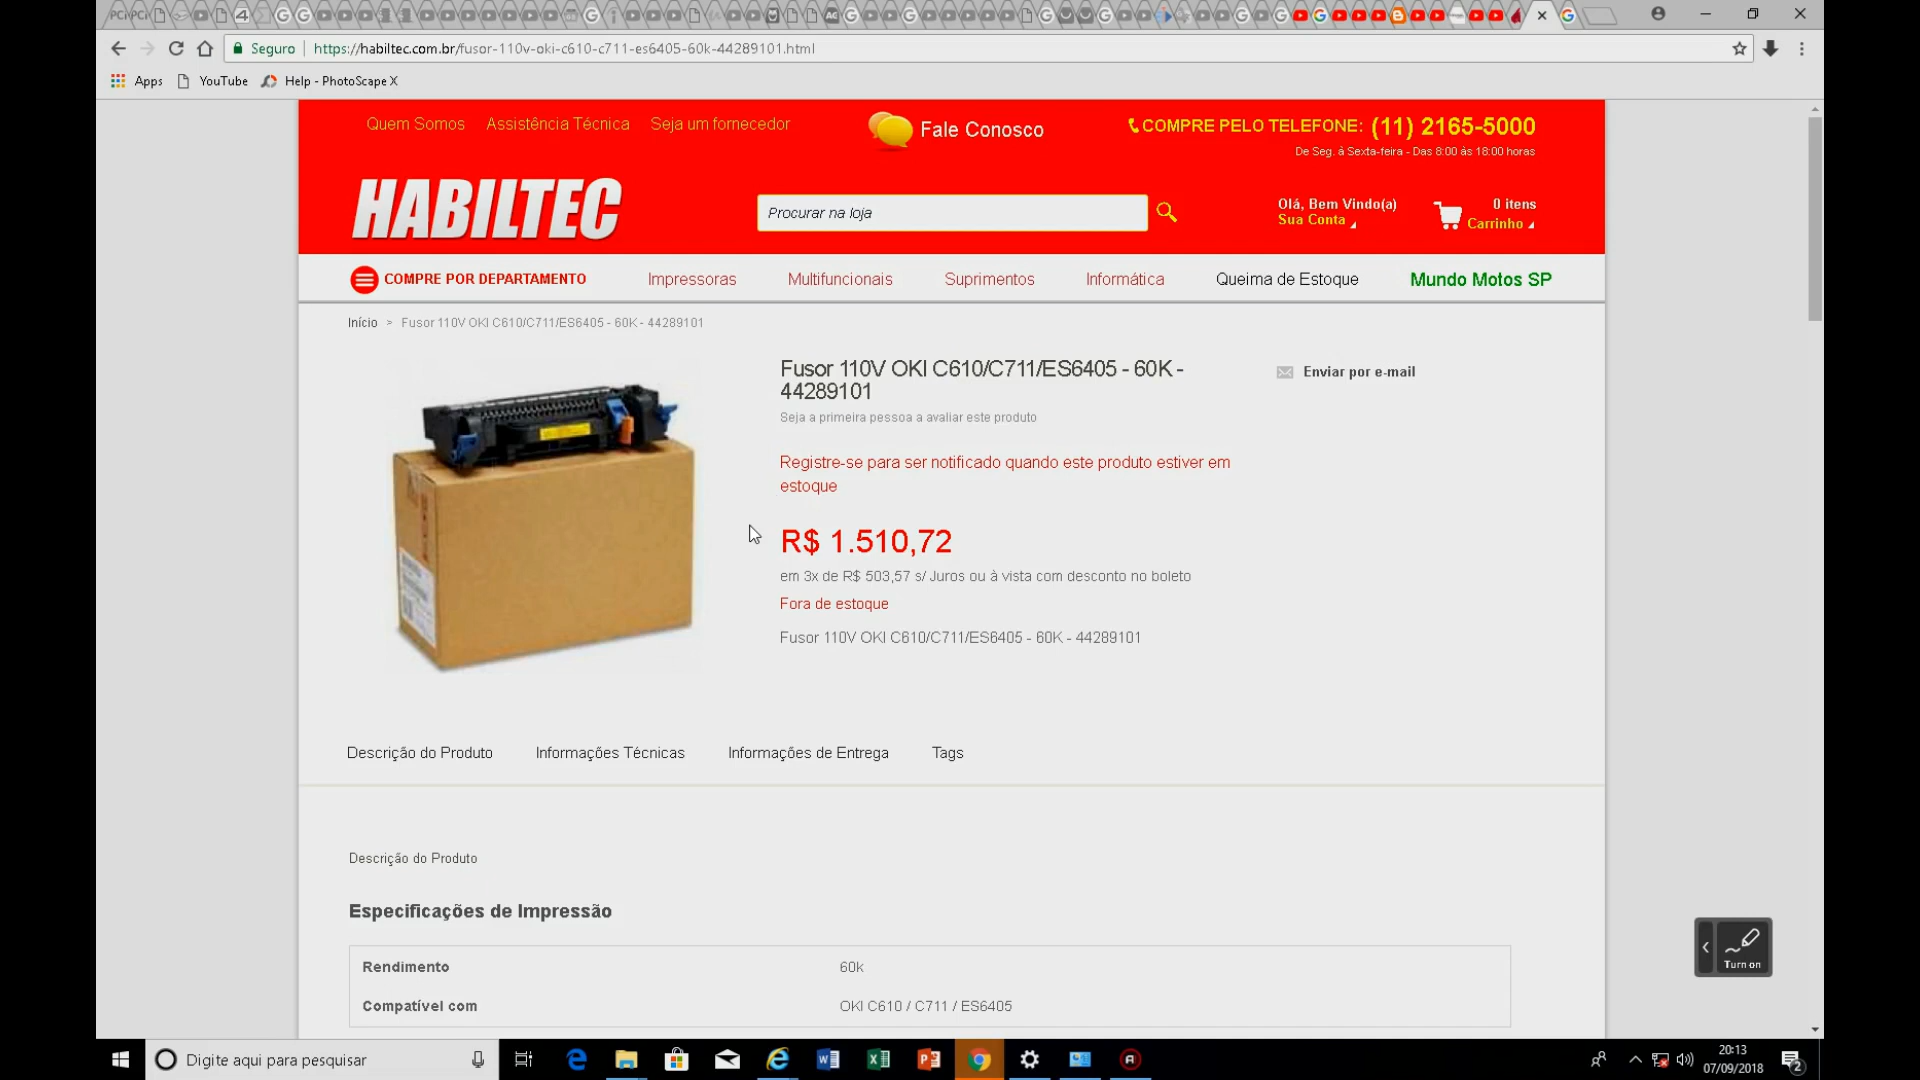 Seguro
https://habiltec.com.br/fusor-110v-oki-c610-c711-es6405-60k-44289101.html
Apps
YouTube
Help - PhotoScape X
Quem Somos
Assistência Técnica
Seja um fornecedor
Fale Conosco
COMPRE PELO TELEFONE: (11) 2165-5000
De Seg. à Sexta-feira - Das 8:00 às 18:00 horas
HABILTEC
Procurar na loja
Olá, Bem Vindo(a)
Sua Conta
0 itens
Carrinho
COMPRE POR DEPARTAMENTO
Impressoras
Multifuncionais
Suprimentos
Informática
Queima de Estoque
Mundo Motos SP
Início > Fusor 110V OKI C610/C711/ES6405 - 60K - 44289101
Fusor 110V OKI C610/C711/ES6405 - 60K -
44289101
Enviar por e-mail
Seja a primeira pessoa a avaliar este produto
Registre-se para ser notificado quando este produto estiver em
estoque
R$ 1.510,72
em 3x de R$ 503,57 s/ Juros ou à vista com desconto no boleto
Fora de estoque
Fusor 110V OKI C610/C711/ES6405 - 60K - 44289101
Descrição do Produto
Informações Técnicas
Informações de Entrega
Tags
Descrição do Produto
Especificações de Impressão
Rendimento
60k
Compatível com
OKI C610 / C711 / ES6405
Turn on
Digite aqui para pesquisar
20:13
07/09/2018
2